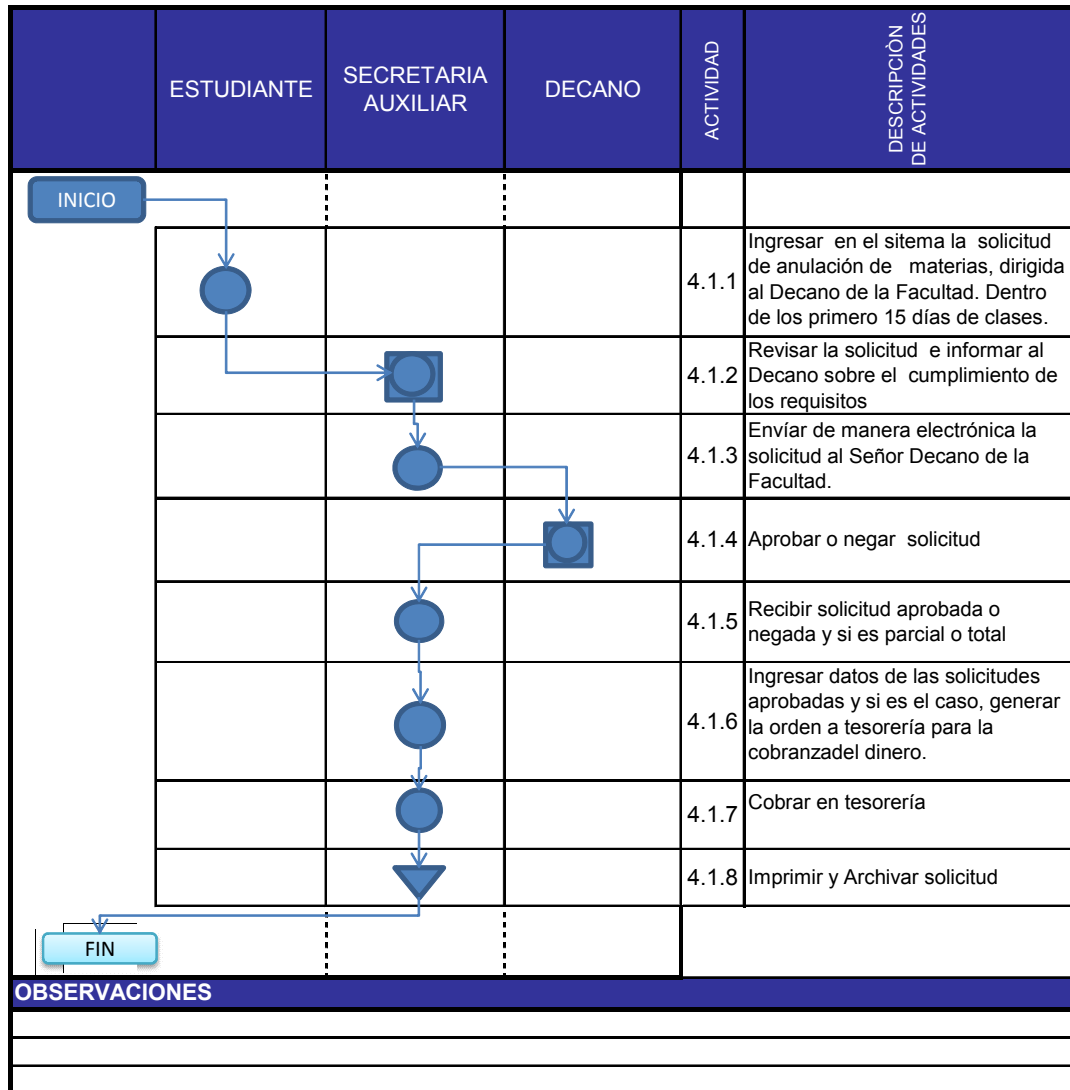 ESTUDIANTE
SECRETARIA
AUXILIAR
DECANO
ACTIVIDAD
DESCRIPCIÒN
DE ACTIVIDADES
INICIO
4.1.1
Ingresar en el sitema la solicitud
de anulación de materias, dirigida
al Decano de la Facultad. Dentro
de los primero 15 días de clases.
4.1.2
Revisar la solicitud e informar al
Decano sobre el cumplimiento de
los requisitos
4.1.3
Envíar de manera electrónica la
solicitud al Señor Decano de la
Facultad.
4.1.4
Aprobar o negar solicitud
4.1.5
Recibir solicitud aprobada o
negada y si es parcial o total
4.1.6
Ingresar datos de las solicitudes
aprobadas y si es el caso, generar
la orden a tesorería para la
cobranzadel dinero.
4.1.7
Cobrar en tesorería
4.1.8
Imprimir y Archivar solicitud
FIN
OBSERVACIONES